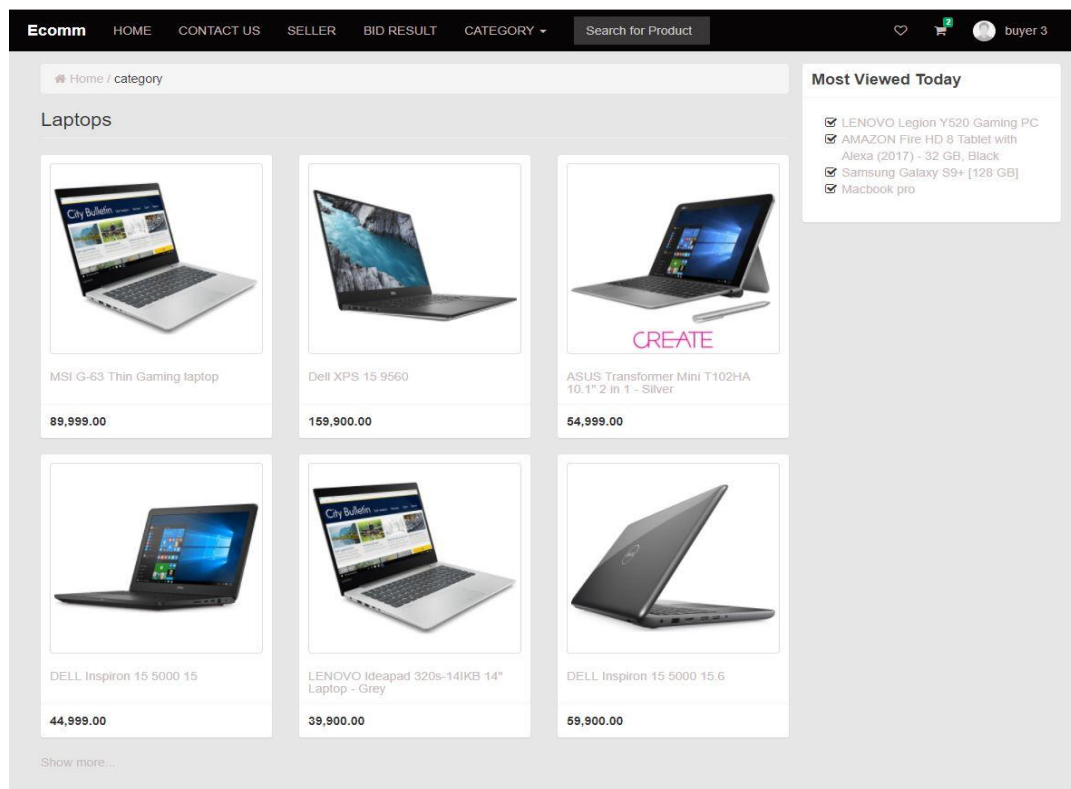 Ecomm HOME CONTACT US SELLER BID RESULT CATEGORY Search for Product 2 buyer 3
Home / category
Laptops
City Bulletin
CREATE
MSI G-63 Thin Gaming laptop
Dell XPS 15 9560
ASUS Transformer Mini T102HA
10.1" 2 in 1 - Silver
89,999.00
159,900.00
54,999.00
City Bulletin
DELL Inspiron 15 5000 15
LENOVO Ideapad 320s-14IKB 14"
Laptop - Grey
DELL Inspiron 15 5000 15.6
44,999.00
39,900.00
59,900.00
Show more...
Most Viewed Today
LENOVO Legion Y520 Gaming PC
AMAZON Fire HD 8 Tablet with
Alexa (2017) - 32 GB, Black
Samsung Galaxy S9+ [128 GB]
Macbook pro